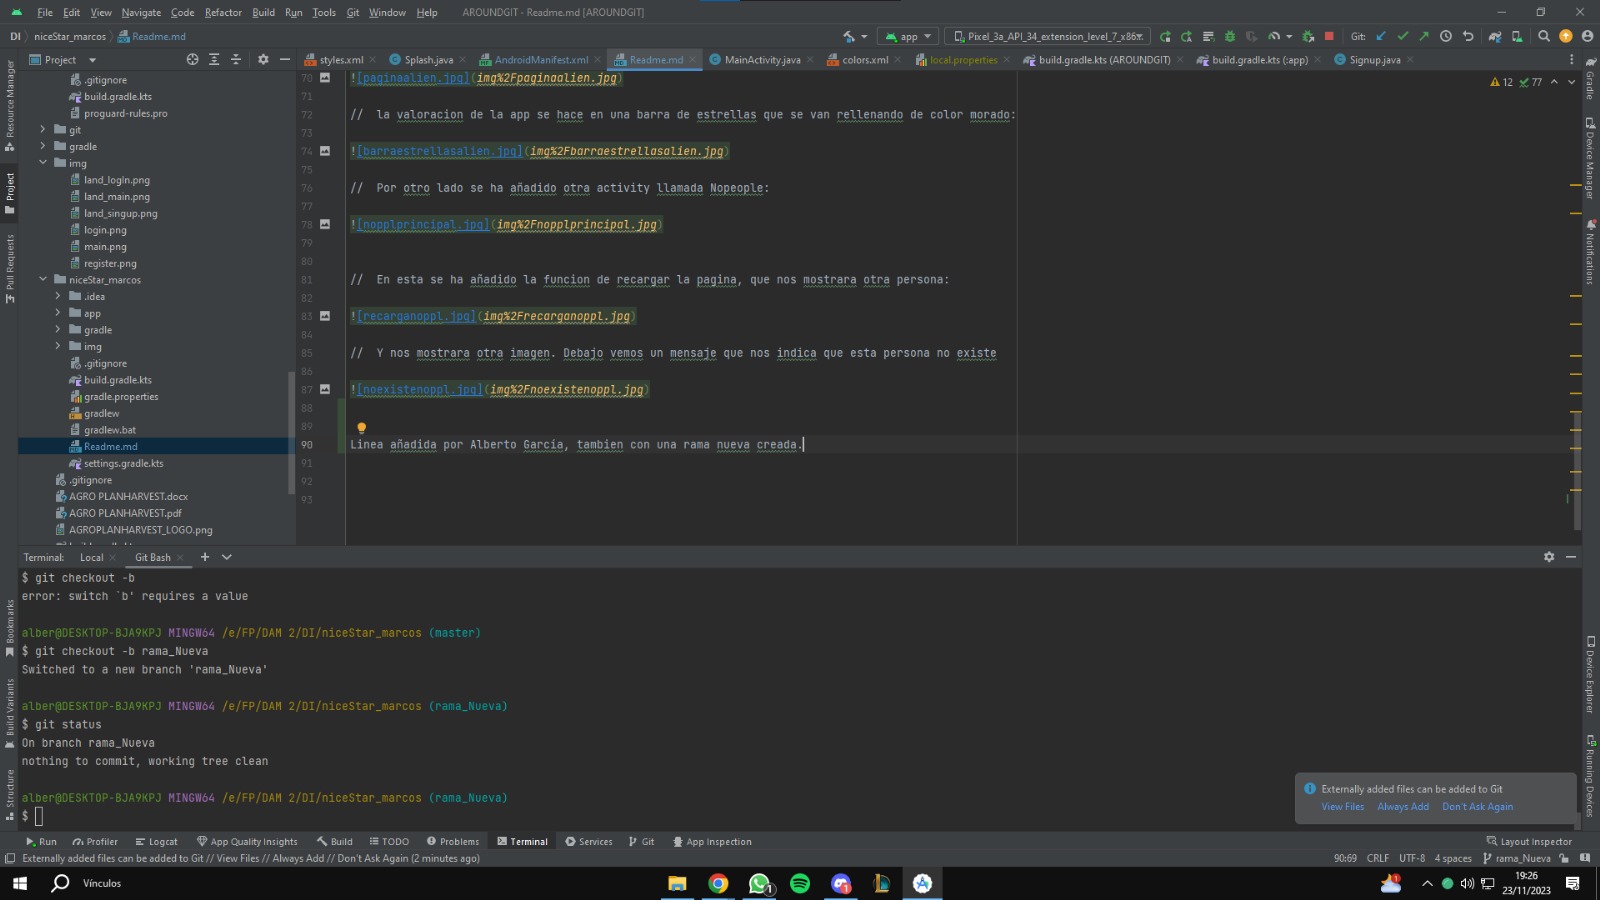 File Edit View Navigate Code Refactor Build Run Tools Git Window Help AROUNDGIT - Readme.md [AROUNDGIT]
DI niceStar_marcos Readme.md app Pixel_3a_API_34_extension_level_7_x86 Git:
Project styles.xml Splash.java AndroidManifest.xml Readme.md MainActivity.java colors.xml local.properties build.gradle.kts (AROUNDGIT) build.gradle.kts (:app) Signup.java
12 77
.gitignore
build.gradle.kts
proguard-rules.pro
git
gradle
img
land_logIn.png
land_main.png
land_singup.png
login.png
main.png
register.png
niceStar_marcos
.idea
app
gradle
img
.gitignore
build.gradle.kts
gradle.properties
gradlew
gradlew.bat
Readme.md
settings.gradle.kts
.gitignore
AGRO PLANHARVEST.docx
AGRO PLANHARVEST.pdf
AGROPLANHARVEST_LOGO.png
70 ![paginaalien.jpg](img%2Fpaginaalien.jpg)
71
72 // la valoracion de la app se hace en una barra de estrellas que se van rellenando de color morado:
73
74 ![barraestrellasalien.jpg](img%2Fbarraestrellasalien.jpg)
75
76 // Por otro lado se ha añadido otra activity llamada Nopeople:
77
78 ![nopplprincipal.jpg](img%2Fnopplprincipal.jpg)
79
80
81 // En esta se ha añadido la funcion de recargar la pagina, que nos mostrara otra persona:
82
83 ![recarganoppl.jpg](img%2Frecarganoppl.jpg)
84
85 // Y nos mostrara otra imagen. Debajo vemos un mensaje que nos indica que esta persona no existe
86
87 ![noexistenoppl.jpg](img%2Fnoexistenoppl.jpg)
88
89
90 Linea añadida por Alberto García, tambien con una rama nueva creada.
91
92
93
Resource Manager
Project
Pull Requests
Bookmarks
Build Variants
Structure
Gradle
Device Manager
Notifications
Device Explorer
Running Devices
Terminal: Local Git Bash
$ git checkout -b
error: switch `b' requires a value
alber@DESKTOP-BJA9KPJ MINGW64 /e/FP/DAM 2/DI/niceStar_marcos (master)
$ git checkout -b rama_Nueva
Switched to a new branch 'rama_Nueva'
alber@DESKTOP-BJA9KPJ MINGW64 /e/FP/DAM 2/DI/niceStar_marcos (rama_Nueva)
$ git status
On branch rama_Nueva
nothing to commit, working tree clean
alber@DESKTOP-BJA9KPJ MINGW64 /e/FP/DAM 2/DI/niceStar_marcos (rama_Nueva)
$
Externally added files can be added to Git
View Files Always Add Don't Ask Again
Run Profiler Logcat App Quality Insights Build TODO Problems Terminal Services Git App Inspection Layout Inspector
Externally added files can be added to Git // View Files // Always Add // Don't Ask Again (2 minutes ago) 90:69 CRLF UTF-8 4 spaces rama_Nueva
Vínculos 1 1 1 19:26
23/11/2023